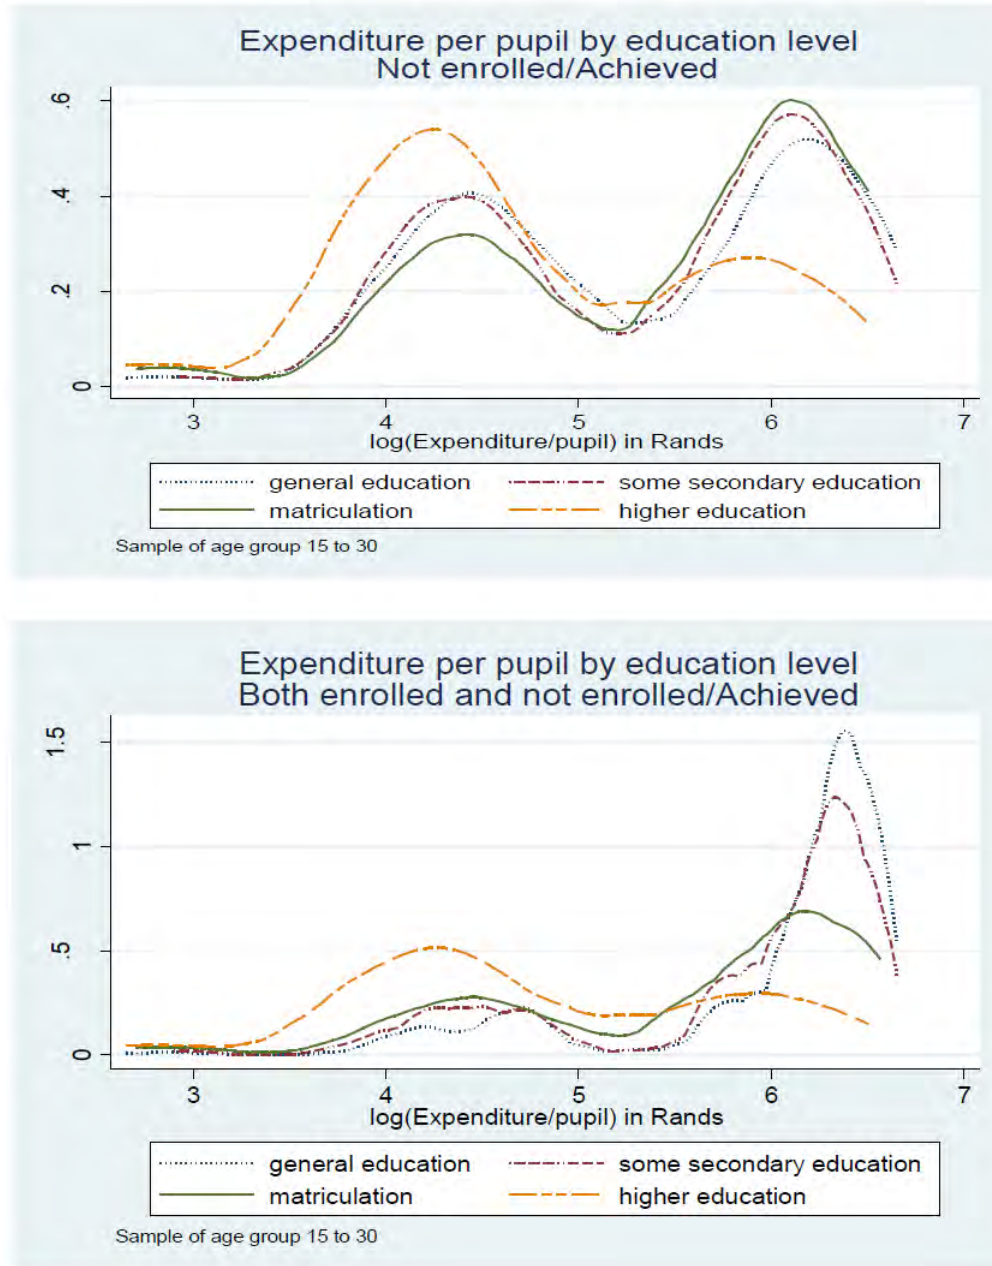 Expenditure per pupil by education level
Not enrolled/Achieved
.6
.4
.2
0
3 4 5 6 7
log(Expenditure/pupil) in Rands
general education some secondary education
matriculation higher education
Sample of age group 15 to 30
Expenditure per pupil by education level
Both enrolled and not enrolled/Achieved
1.5
1
.5
0
3 4 5 6 7
log(Expenditure/pupil) in Rands
general education some secondary education
matriculation higher education
Sample of age group 15 to 30